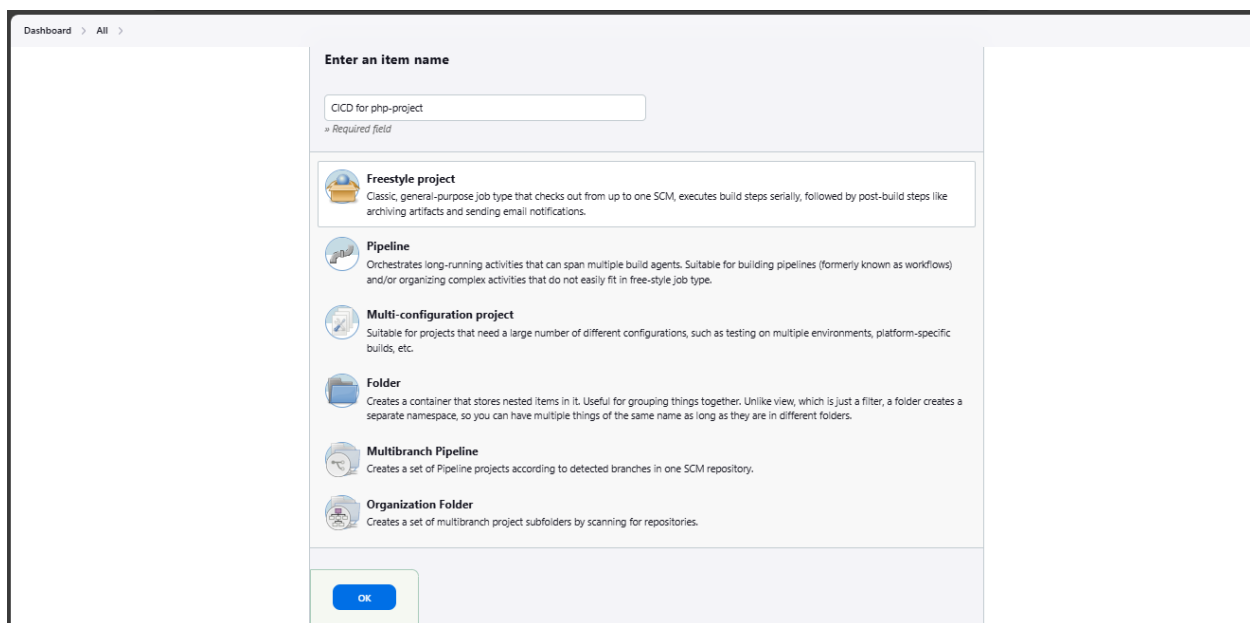 Dashboard > All >
Enter an item name
CICD for php-project
» Required field
Freestyle project
Classic, general-purpose job type that checks out from up to one SCM, executes build steps serially, followed by post-build steps like
archiving artifacts and sending email notifications.
Pipeline
Orchestrates long-running activities that can span multiple build agents. Suitable for building pipelines (formerly known as workflows)
and/or organizing complex activities that do not easily fit in free-style job type.
Multi-configuration project
Suitable for projects that need a large number of different configurations, such as testing on multiple environments, platform-specific
builds, etc.
Folder
Creates a container that stores nested items in it. Useful for grouping things together. Unlike view, which is just a filter, a folder creates a
separate namespace, so you can have multiple things of the same name as long as they are in different folders.
Multibranch Pipeline
Creates a set of Pipeline projects according to detected branches in one SCM repository.
Organization Folder
Creates a set of multibranch project subfolders by scanning for repositories.
OK